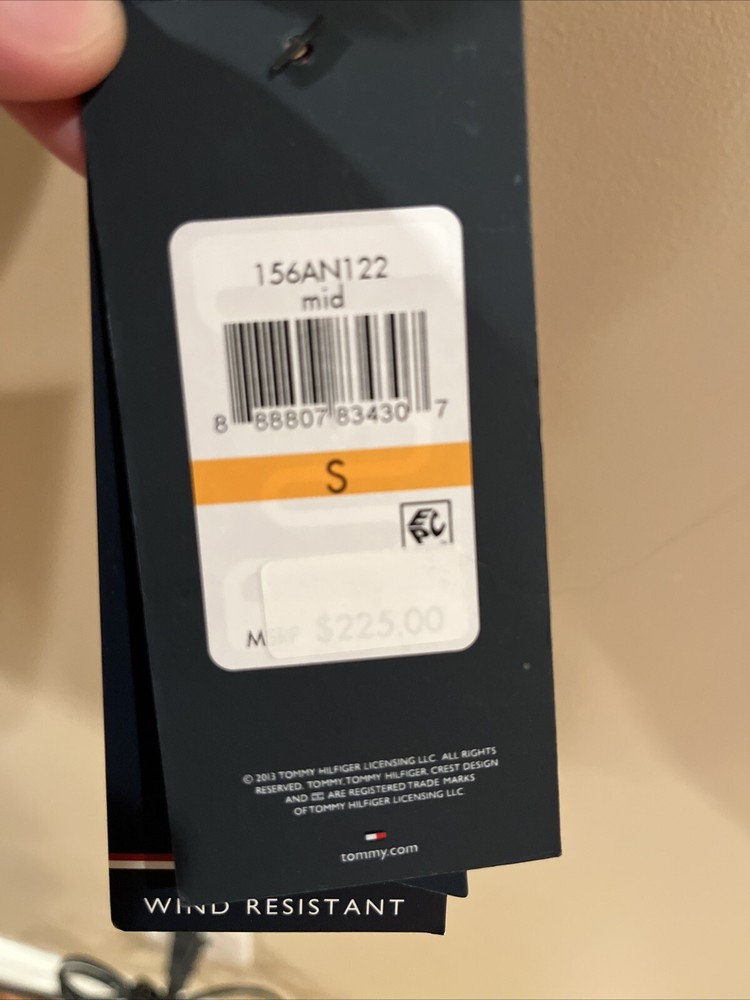 156AN122
mid
8 88807 83430 7
S
EPC
MSRP $225.00
© 2013 TOMMY HILFIGER LICENSING LLC. ALL RIGHTS
RESERVED. TOMMY, TOMMY HILFIGER, CREST DESIGN
AND ARE REGISTERED TRADE MARKS
OF TOMMY HILFIGER LICENSING LLC.
tommy.com
WIND RESISTANT